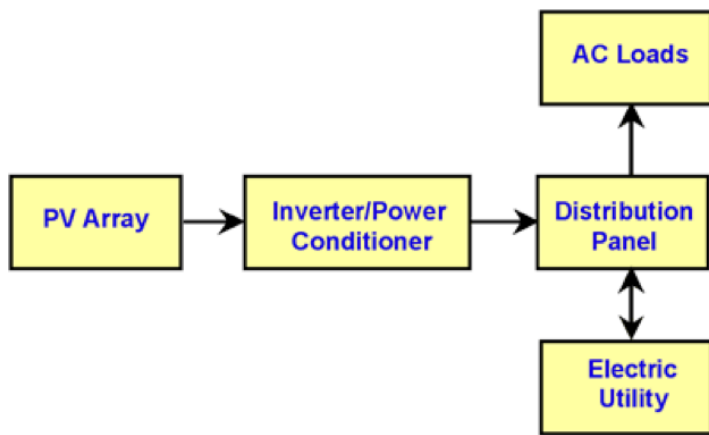 AC Loads
PV Array
Inverter/Power
Conditioner
Distribution
Panel
Electric
Utility